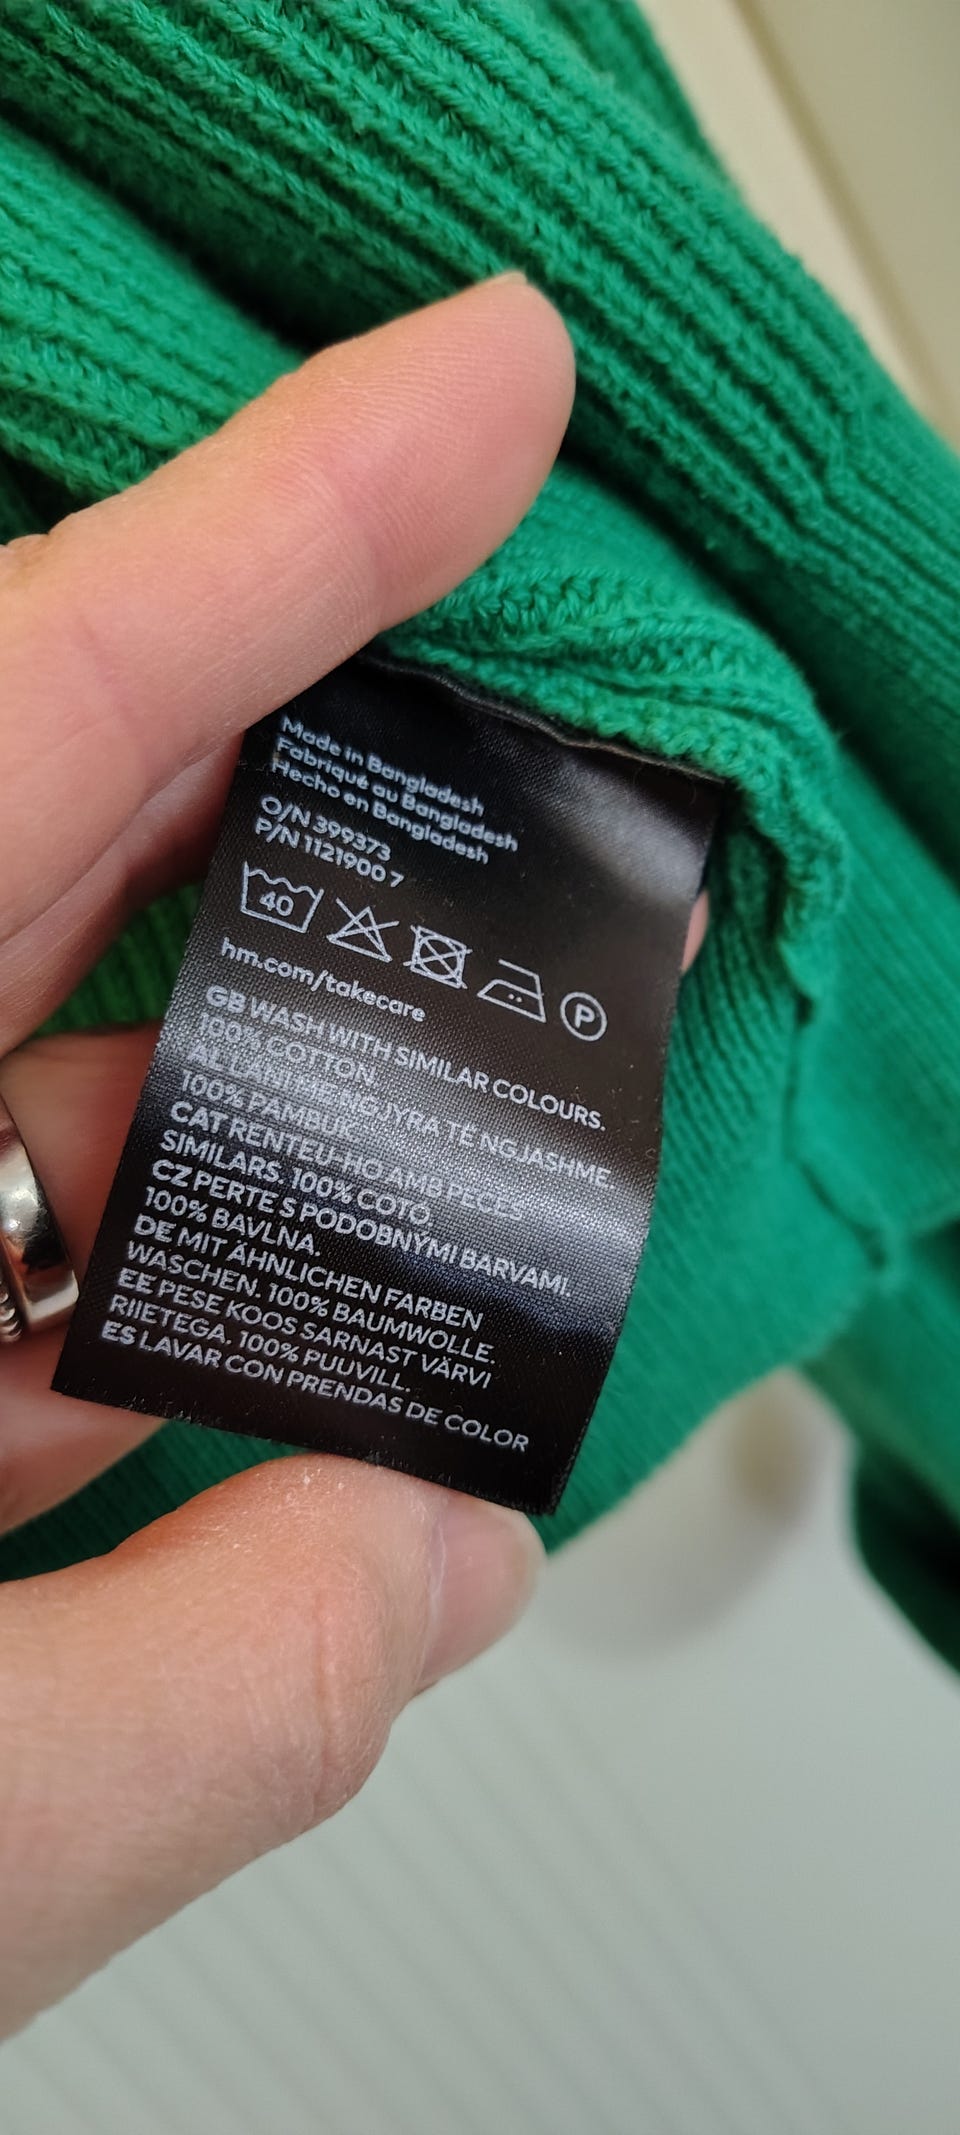 Made in Bangladesh
Fabriqué au Bangladesh
Hecho en Bangladesh
O/N 399373
P/N 1121900 7
40
P
hm.com/takecare
GB WASH WITH SIMILAR COLOURS.
100% COTTON.
AL LANI ME NGJYRA TË NGJASHME.
100% PAMBUK.
CAT RENTEU-HO AMB PECES
SIMILARS. 100% COTÓ.
CZ PERTE S PODOBNÝMI BARVAMI.
100% BAVLNA.
DE MIT ÄHNLICHEN FARBEN
WASCHEN. 100% BAUMWOLLE.
EE PESE KOOS SARNAST VÄRVI
RIIETEGA. 100% PUUVILL.
ES LAVAR CON PRENDAS DE COLOR